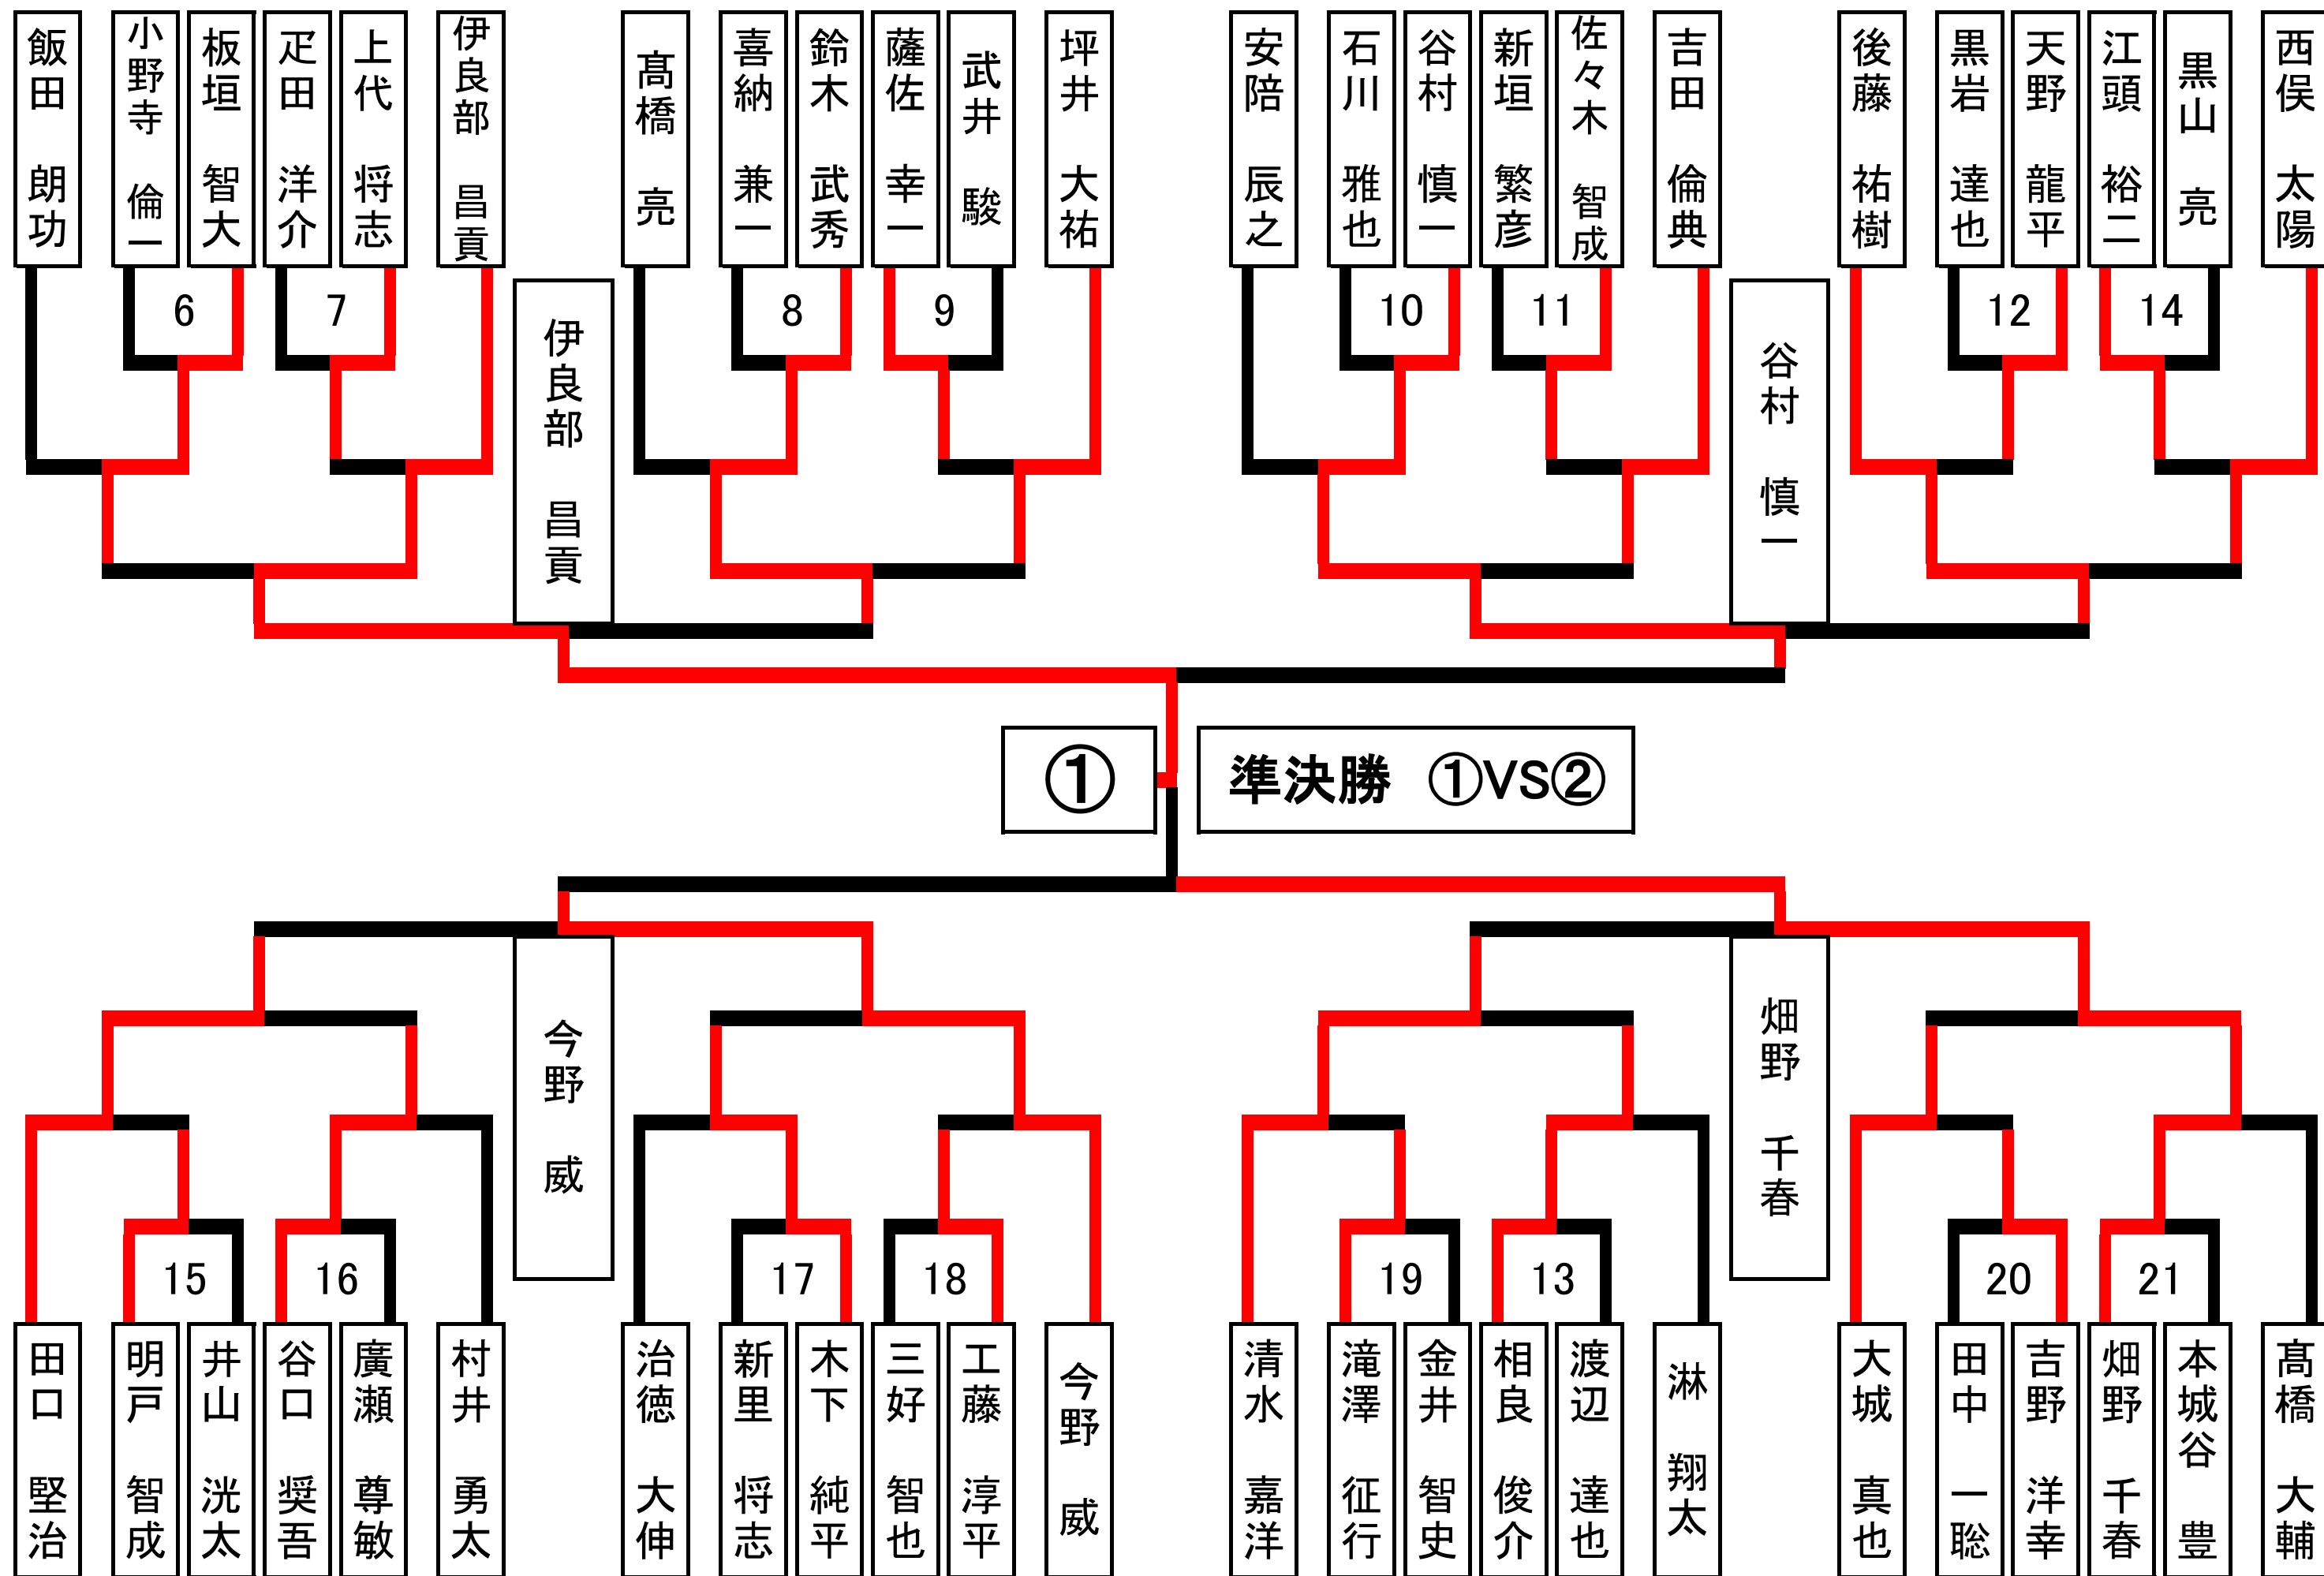 飯田 朗功
小野寺 倫一
板垣 智大
疋田 洋介
上代 将志
伊良部 昌貢
髙橋 亮
喜納 兼一
鈴木 武秀
薩佐 幸一
武井 駿
坪井 大祐
安陪 辰之
石川 雅也
谷村 慎一
新垣 繁彦
佐々木 智成
吉田 倫典
後藤 祐樹
黒岩 達也
天野 龍平
江頭 裕二
黒山 亮
西俣 太陽
6
7
8
9
10
11
12
14
伊良部 昌貢
谷村 慎一
①
準決勝 ①VS②
今野 威
畑野 千春
15
16
17
18
19
13
20
21
田口 堅治
明戸 智成
井山 洸太
谷口 奨吾
廣瀬 尊敏
村井 勇太
治徳 大伸
新里 将志
木下 純平
三好 智也
工藤 淳平
今野 威
清水 嘉洋
滝澤 征行
金井 智史
相良 俊介
渡辺 達也
淋 翔太
大城 真也
田中 一聡
吉野 洋幸
畑野 千春
本城谷 豊
髙橋 大輔